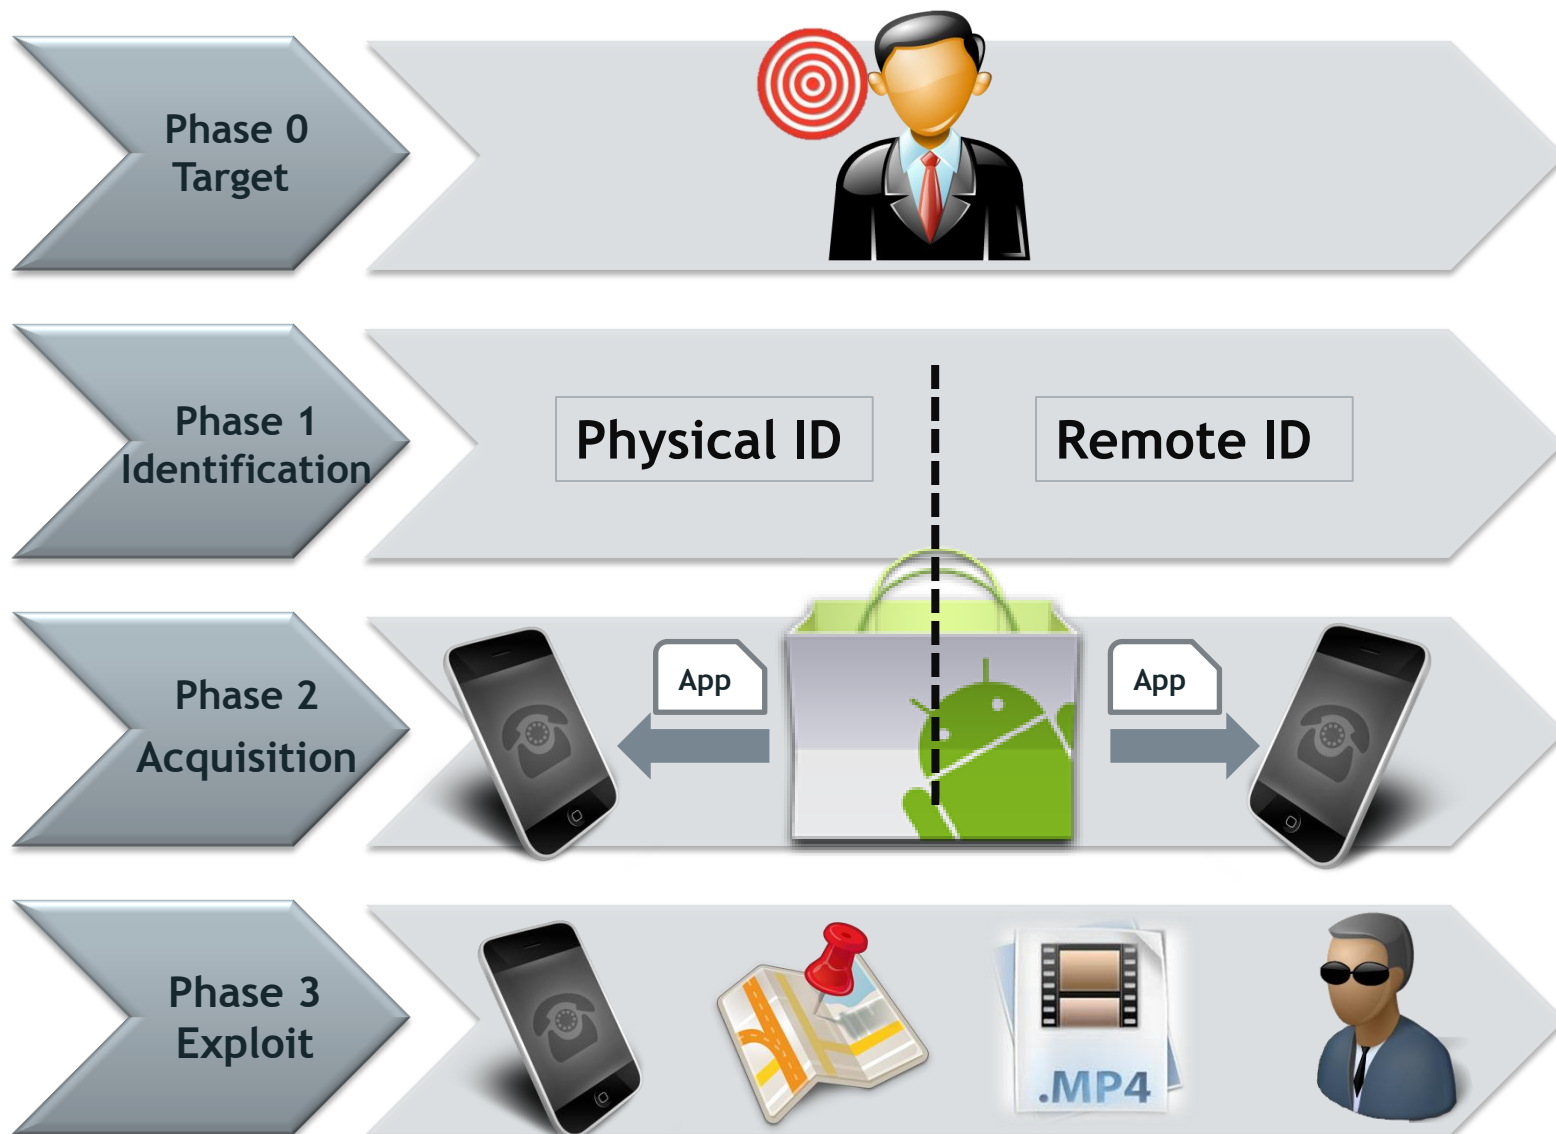 Phase 0
Target
Phase 1
Identification
Physical ID
Remote ID
Phase 2
Acquisition
App
App
Phase 3
Exploit
.MP4